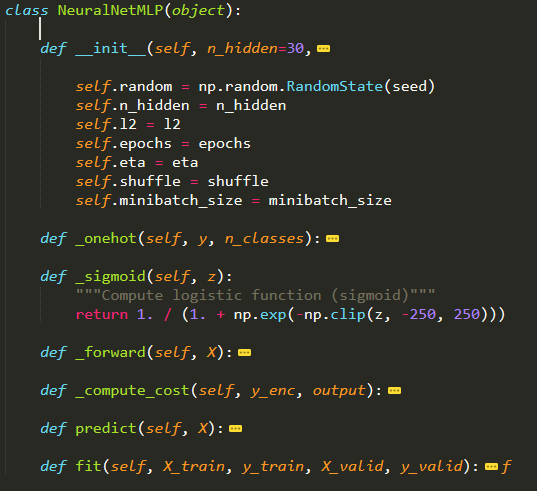 class NeuralNetMLP(object):
def __init__(self, n_hidden=30,
self.random = np.random.RandomState(seed)
self.n_hidden = n_hidden
self.l2 = l2
self.epochs = epochs
self.eta = eta
self.shuffle = shuffle
self.minibatch_size = minibatch_size
def _onehot(self, y, n_classes):
def _sigmoid(self, z):
"""Compute logistic function (sigmoid)"""
return 1. / (1. + np.exp(-np.clip(z, -250, 250)))
def _forward(self, X):
def _compute_cost(self, y_enc, output):
def predict(self, X):
def fit(self, X_train, y_train, X_valid, y_valid): f